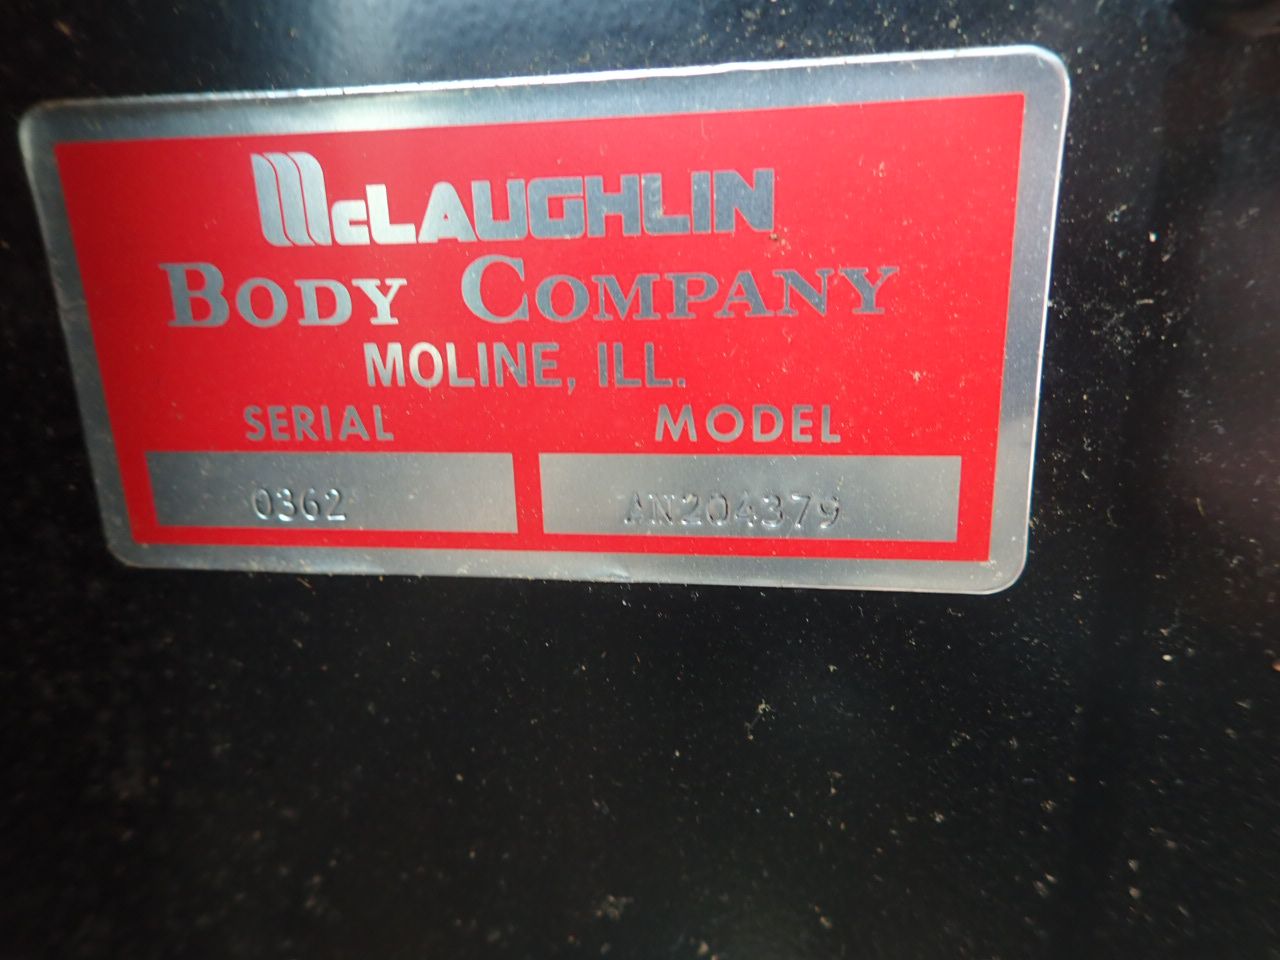 McLAUGHLIN
BODY COMPANY
MOLINE, ILL.
SERIAL MODEL
0362 AN204379